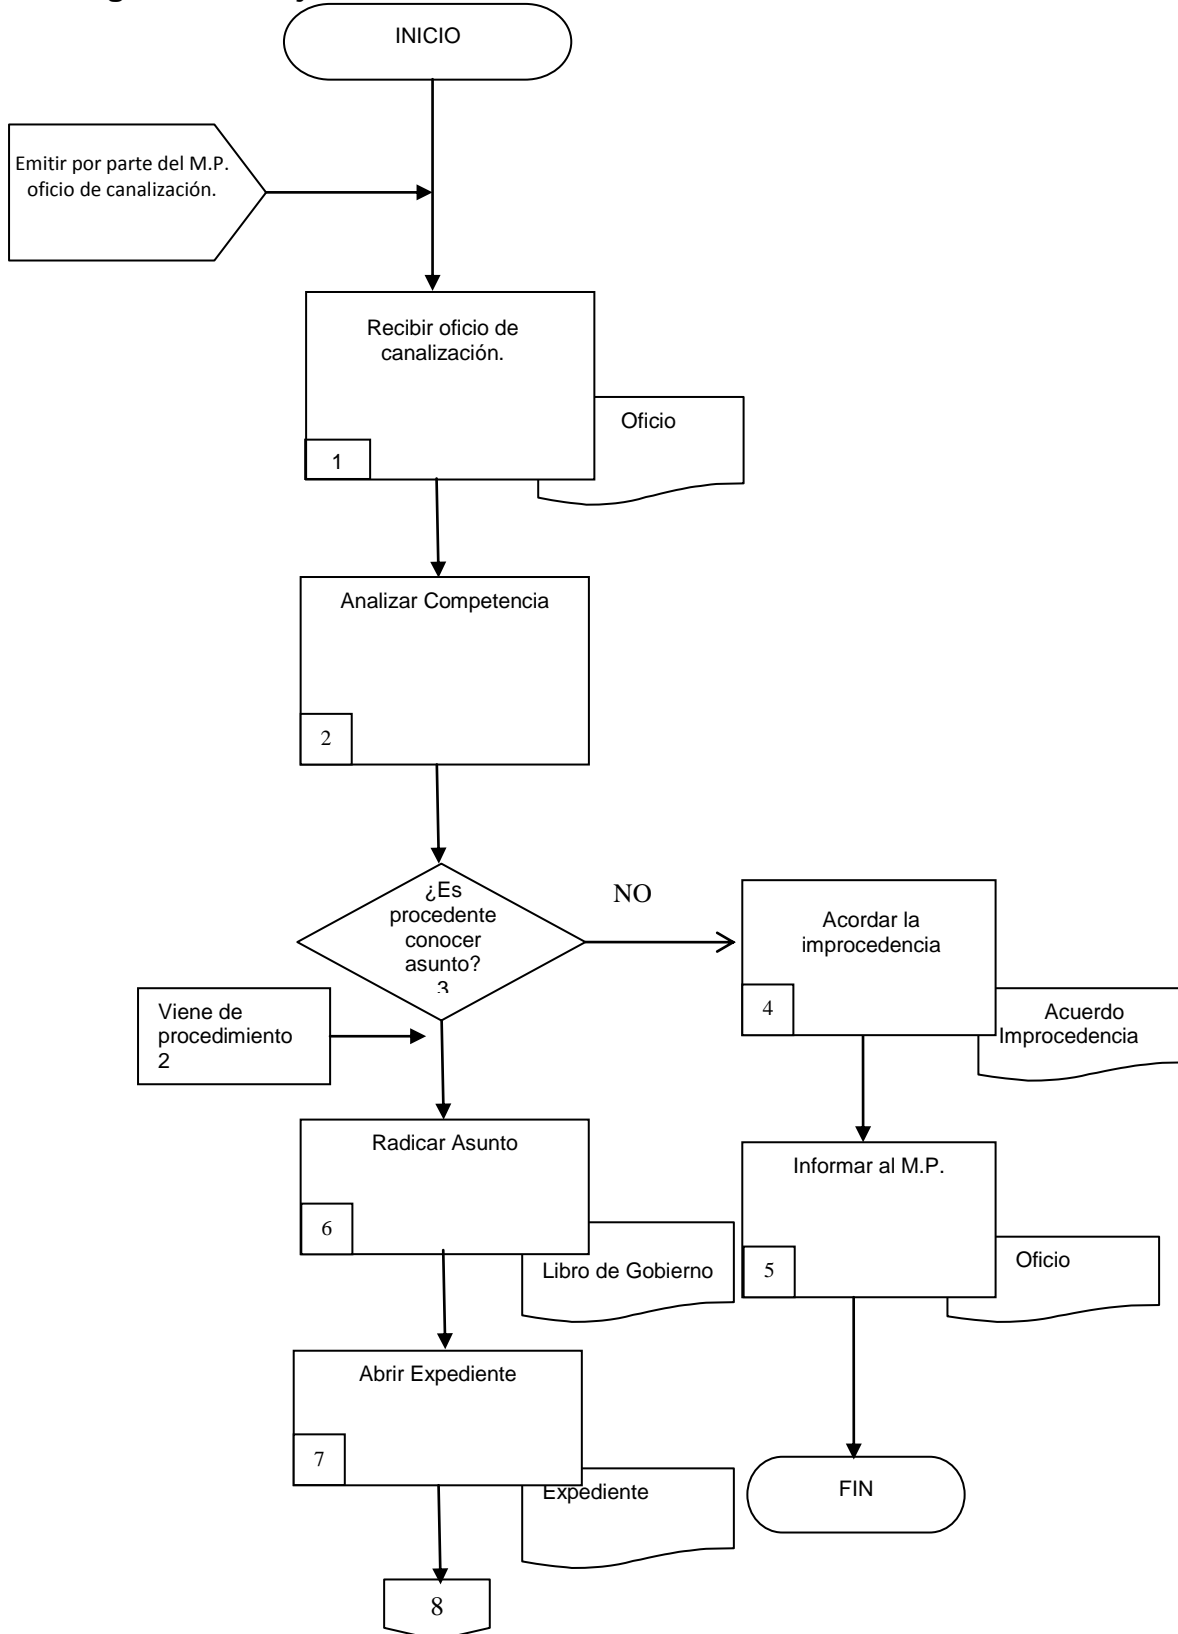 INICIO
Emitir por parte del M.P.
oficio de canalización.
Recibir oficio de
canalización.
1
Oficio
Analizar Competencia
2
¿Es
procedente
conocer
asunto?
3
NO
Acordar la
improcedencia
4
Acuerdo
Improcedencia
Viene de
procedimiento
2
Radicar Asunto
6
Libro de Gobierno
Informar al M.P.
5
Oficio
Abrir Expediente
7
Expediente
FIN
8